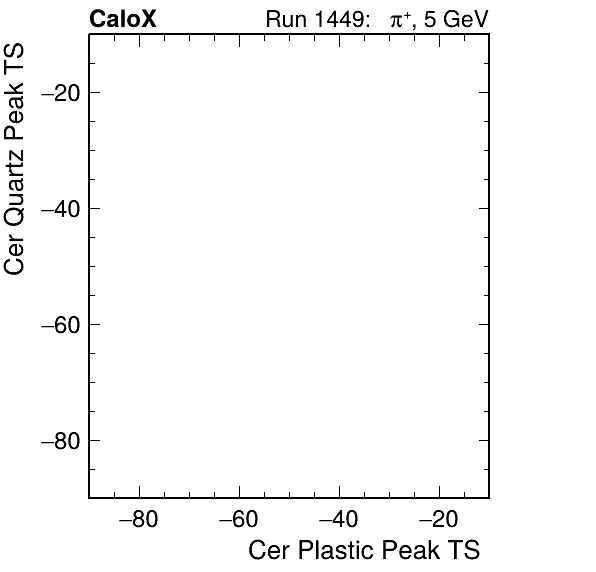 CaloX Run 1449: π⁺, 5 GeV
Cer Quartz Peak TS
−20
−40
−60
−80
−80 −60 −40 −20
Cer Plastic Peak TS